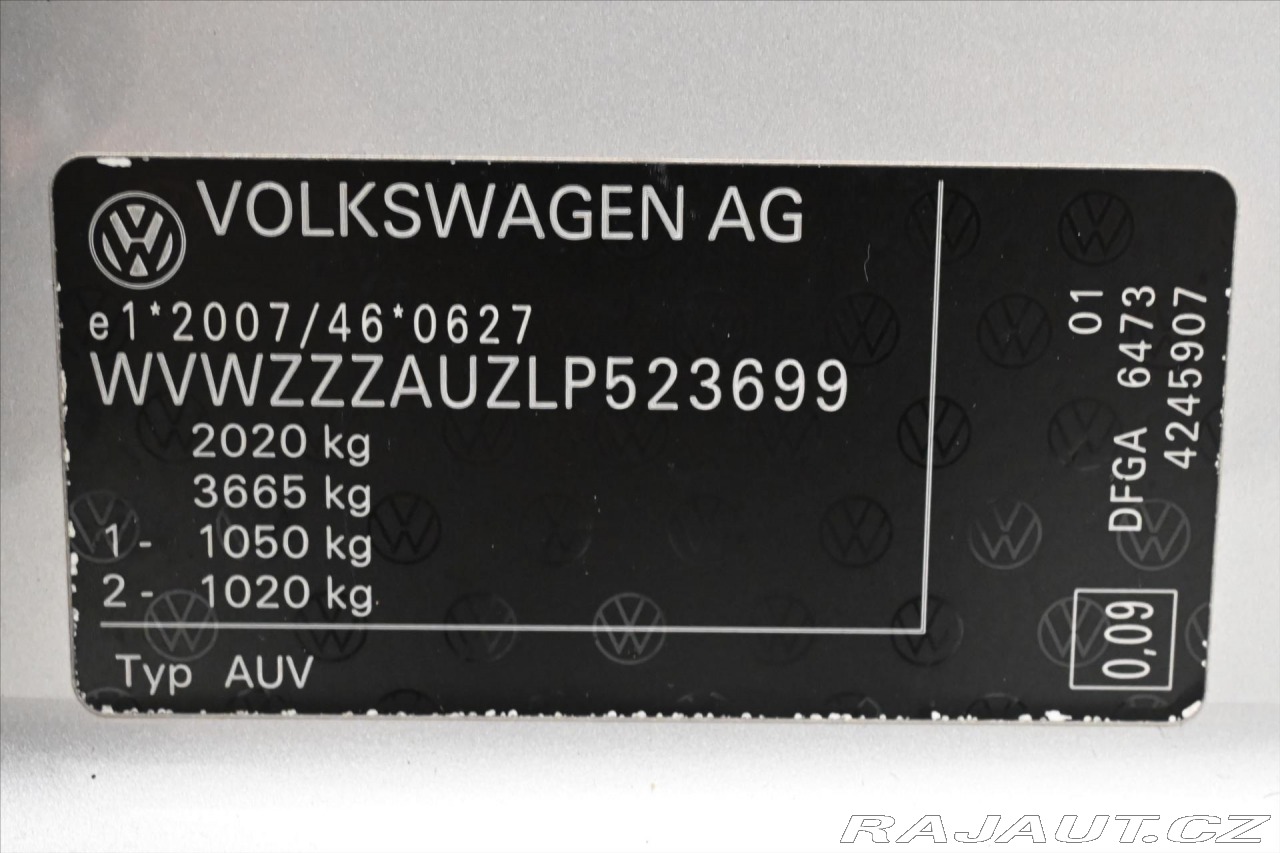 VOLKSWAGEN AG
e1*2007/46*0627
WVWZZZAUZLP523699
2020 kg
3665 kg
1 - 1050 kg
2 - 1020 kg
Typ AUV
01
DFGA 6473
4245907
0,09
RAJAUT.CZ